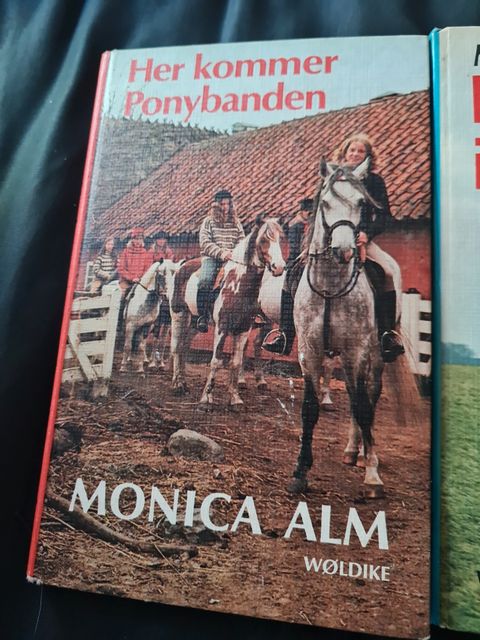 Her kommer
Ponybanden
MONICA ALM
WØLDIKE